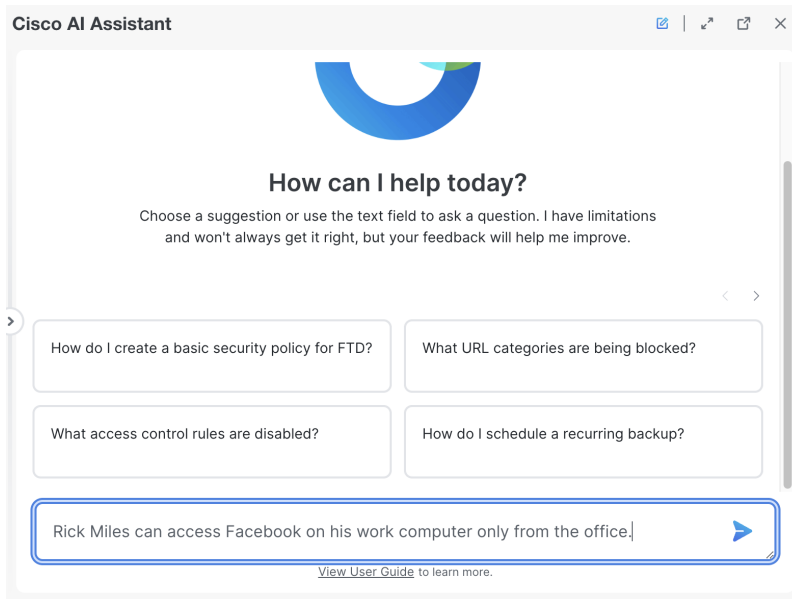 Cisco AI Assistant
How can I help today?
Choose a suggestion or use the text field to ask a question. I have limitations
and won't always get it right, but your feedback will help me improve.
How do I create a basic security policy for FTD?
What URL categories are being blocked?
What access control rules are disabled?
How do I schedule a recurring backup?
Rick Miles can access Facebook on his work computer only from the office.
View User Guide to learn more.